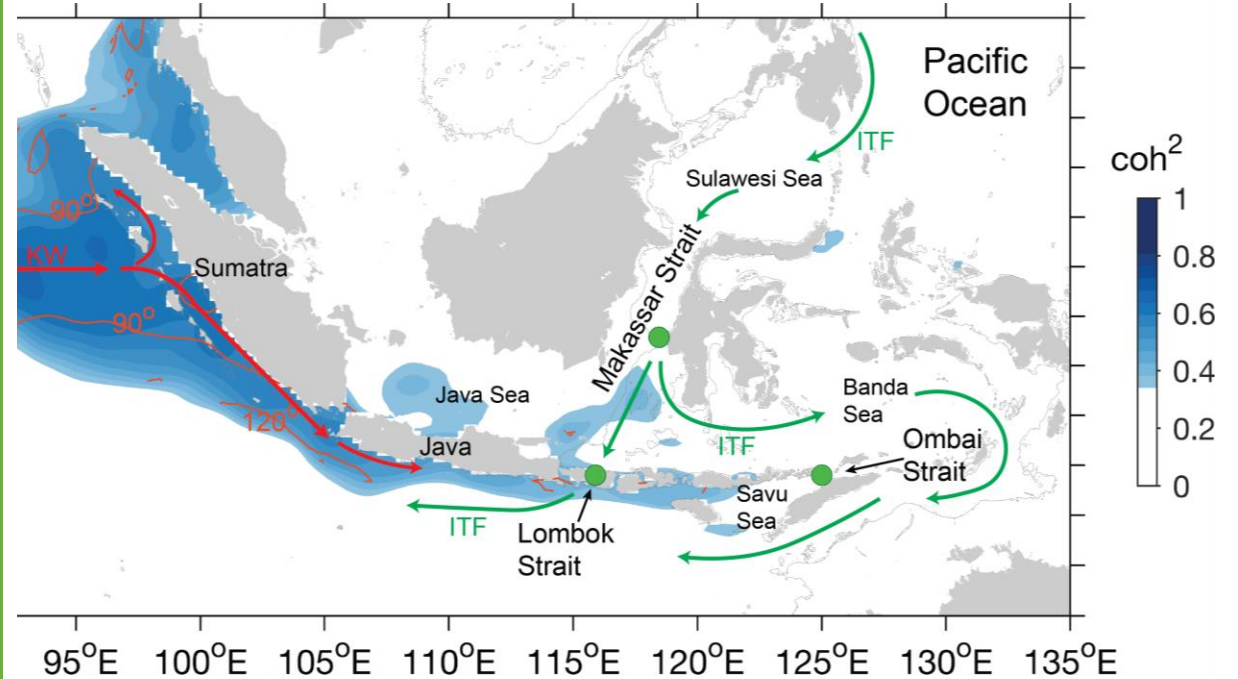 Pacific
Ocean
ITF
Sulawesi Sea
Makassar Strait
90°
KW
Sumatra
90°
120°
Java Sea
Java
Banda
Sea
ITF
Ombai
Strait
Savu
Sea
ITF
Lombok
Strait
coh²
1
0.8
0.6
0.4
0.2
0
95°E
100°E
105°E
110°E
115°E
120°E
125°E
130°E
135°E